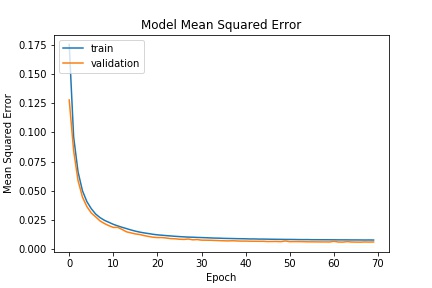 Model Mean Squared Error
train
validation
Mean Squared Error
0.175
0.150
0.125
0.100
0.075
0.050
0.025
0.000
0 10 20 30 40 50 60 70
Epoch